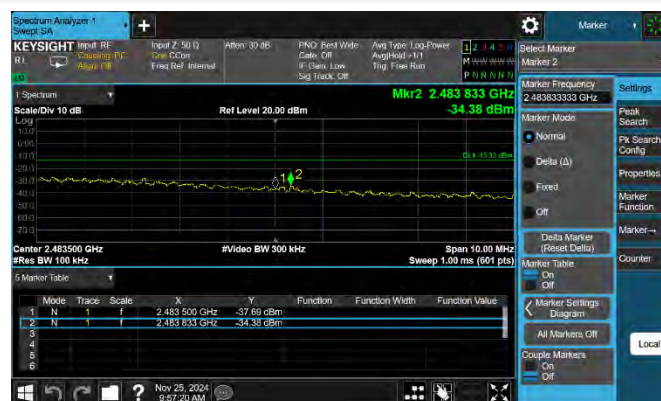 Spectrum Analyzer 1
Swept SA
+
Marker
KEYSIGHT Input: RF
Coupling: DC
Align: Off
Input Z: 50 Ω
Corr CCorr
Freq Ref: Internal
Atten: 30 dB
PNO: Best Wide
Gate: Off
IF Gain: Low
Sig Track: Off
Avg Type: Log-Power
Avg|Hold: >1/1
Trig: Free Run
1 2 3 4 5 6
M W W W W W
P N N N N N
Select Marker
Marker 2
1 Spectrum
Mkr2 2.483 833 GHz
Scale/Div 10 dB
Ref Level 20.00 dBm
-34.38 dBm
Log
10.0
0.00
-10.0
-20.0
-30.0
-40.0
-50.0
-60.0
-70.0
DL1 -13.33 dBm
1
2
Center 2.483500 GHz
#Video BW 300 kHz
Span 10.00 MHz
#Res BW 100 kHz
Sweep 1.00 ms (601 pts)
5 Marker Table
Mode Trace Scale X Y Function Function Width Function Value
1 N 1 f 2.483 500 GHz -37.69 dBm
2 N 1 f 2.483 833 GHz -34.38 dBm
3
4
5
6
Marker Frequency
2.483833333 GHz
Marker Mode
Normal
Delta (Δ)
Fixed
Off
Delta Marker
(Reset Delta)
Marker Table
On
Off
Marker Settings
Diagram
All Markers Off
Couple Markers
On
Off
Settings
Peak
Search
Pk Search
Config
Properties
Marker
Function
Marker→
Counter
Local
?
Nov 25, 2024
9:57:20 AM